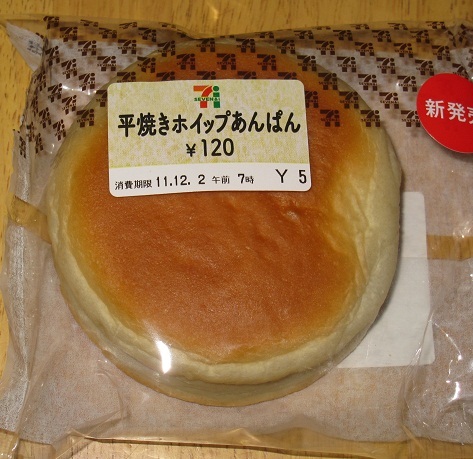 7
SEVEN&i
平焼きホイップあんぱん
¥120
消費期限 11.12. 2 午前 7時 Y 5
新発売